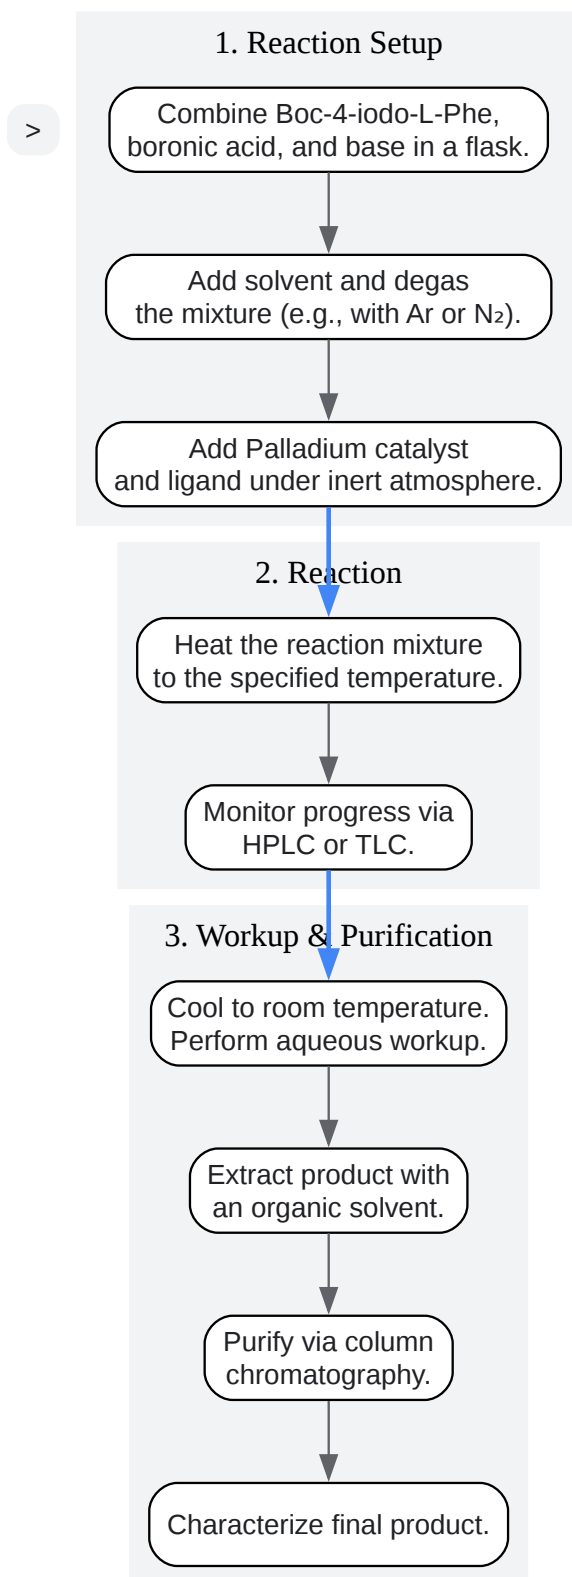 1. Reaction Setup
>
Combine Boc-4-iodo-L-Phe,
boronic acid, and base in a flask.
Add solvent and degas
the mixture (e.g., with Ar or N₂).
Add Palladium catalyst
and ligand under inert atmosphere.
2. Reaction
Heat the reaction mixture
to the specified temperature.
Monitor progress via
HPLC or TLC.
3. Workup & Purification
Cool to room temperature.
Perform aqueous workup.
Extract product with
an organic solvent.
Purify via column
chromatography.
Characterize final product.